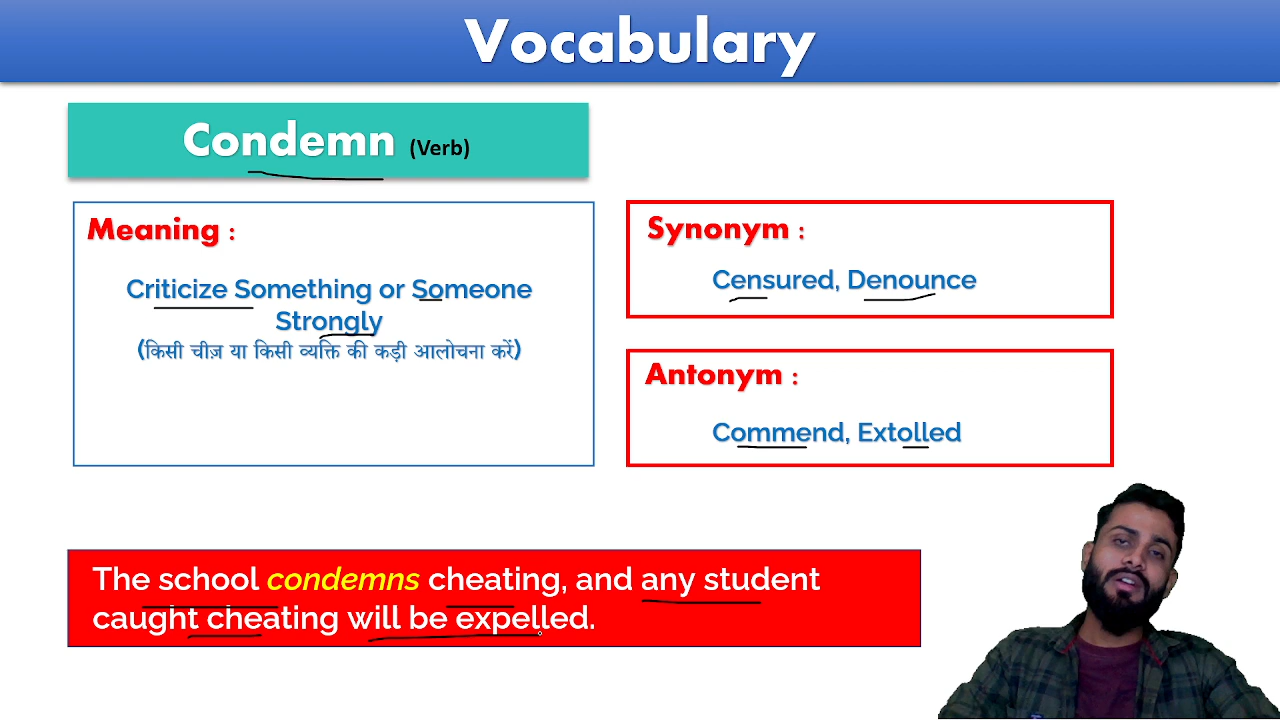 Vocabulary
Condemn (Verb)
Meaning :
Criticize Something or Someone
Strongly
(किसी चीज़ या किसी व्यक्ति की कड़ी आलोचना करें)
Synonym :
Censured, Denounce
Antonym :
Commend, Extolled
The school condemns cheating, and any student
caught cheating will be expelled.